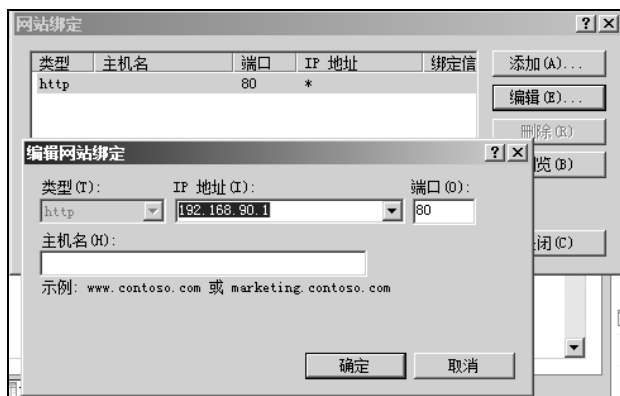 网站绑定
类型 主机名 端口 IP 地址 绑定信
http 80 *
添加(A)...
编辑(E)...
删除(R)
览(B)
闭(C)
编辑网站绑定
类型(T): IP 地址(I): 端口(O):
http 192.168.90.1 80
主机名(H):
示例: www.contoso.com 或 marketing.contoso.com
确定 取消